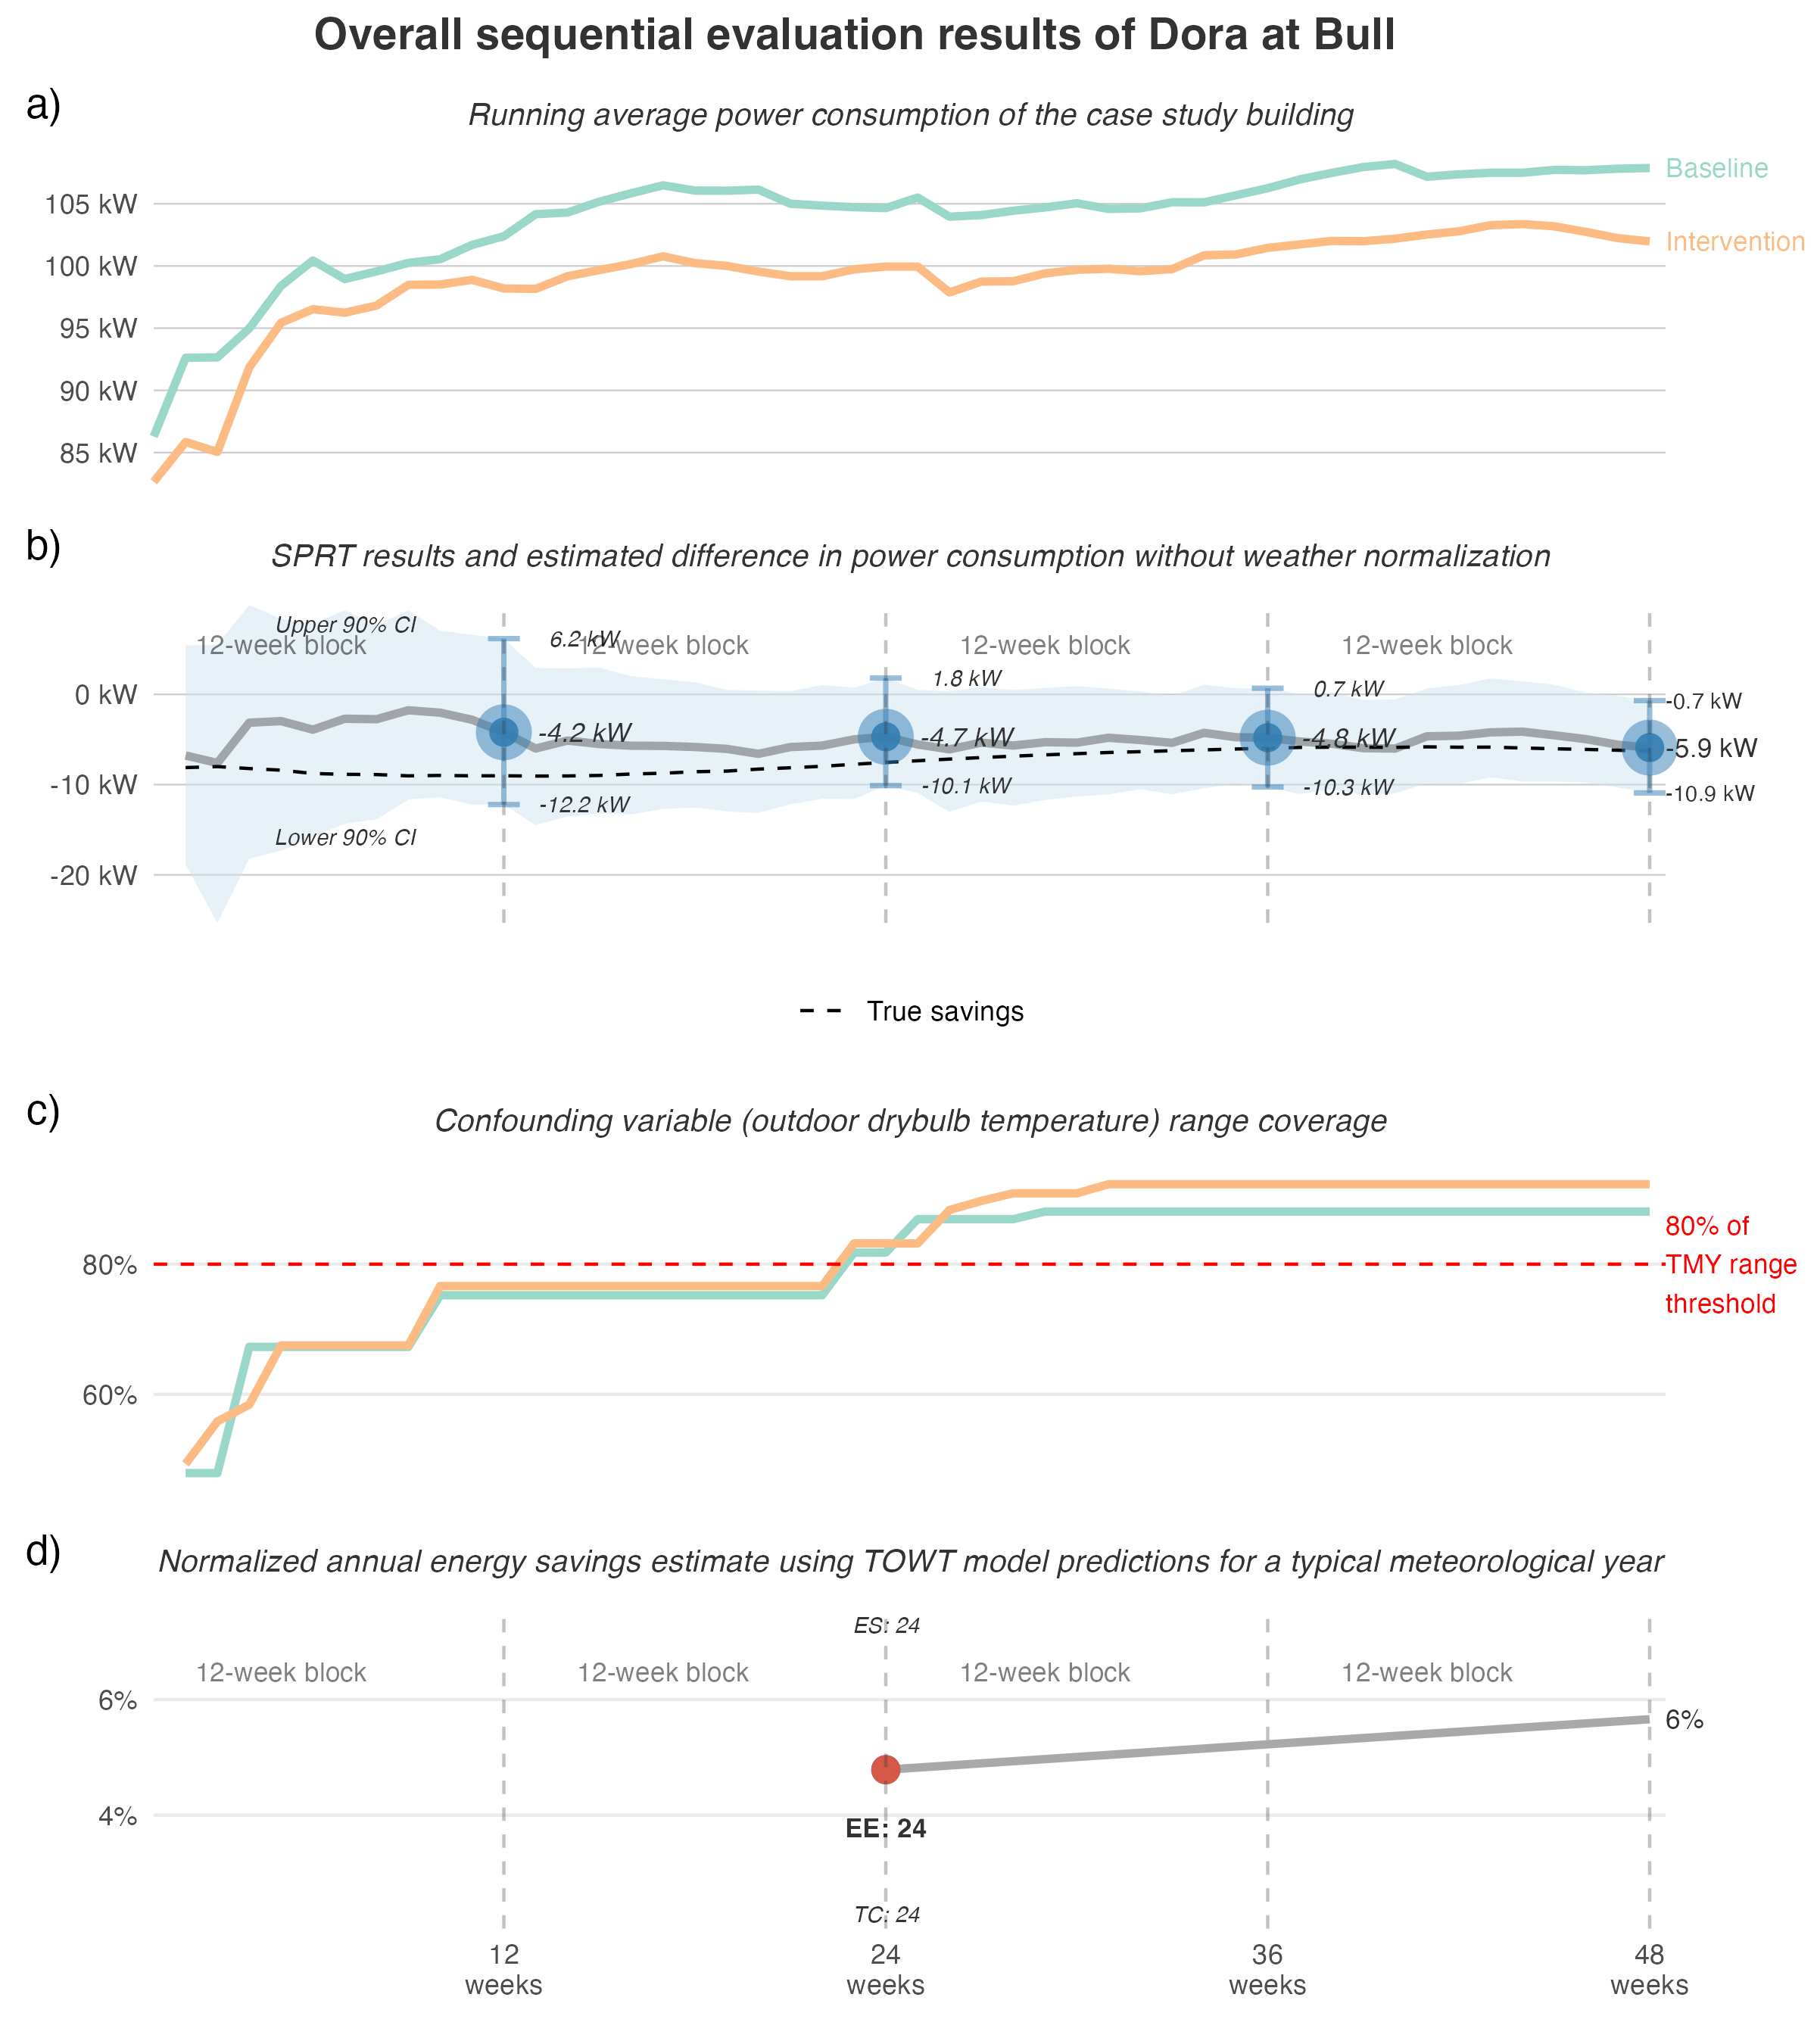 Overall sequential evaluation results of Dora at Bull
a)
Running average power consumption of the case study building
Baseline
105 kW
Intervention
100 kW
95 kW
90 kW
85 kW
b)
SPRT results and estimated difference in power consumption without weather normalization
Upper 90% CI
12-week block
6.2 kW
12-week block
12-week block
12-week block
1.8 kW
0.7 kW
0 kW
-0.7 kW
-4.2 kW
-4.7 kW
-4.8 kW
-5.9 kW
-10 kW
-12.2 kW
-10.1 kW
-10.3 kW
-10.9 kW
Lower 90% CI
-20 kW
True savings
c)
Confounding variable (outdoor drybulb temperature) range coverage
80% of
TMY range
threshold
80%
60%
d)
Normalized annual energy savings estimate using TOWT model predictions for a typical meteorological year
ES: 24
12-week block
12-week block
12-week block
12-week block
6%
6%
4%
EE: 24
TC: 24
12
weeks
24
weeks
36
weeks
48
weeks